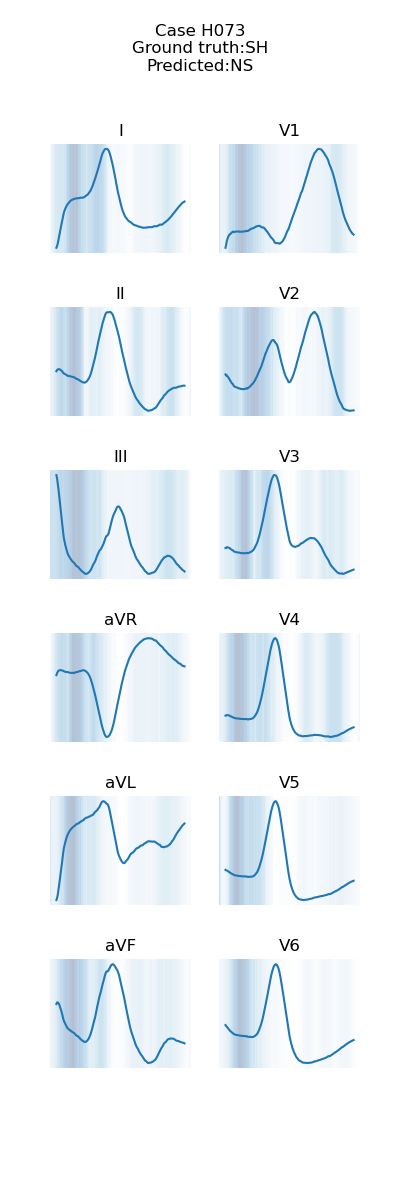 Case H073
Ground truth:SH
Predicted:NS
I
V1
II
V2
III
V3
aVR
V4
aVL
V5
aVF
V6